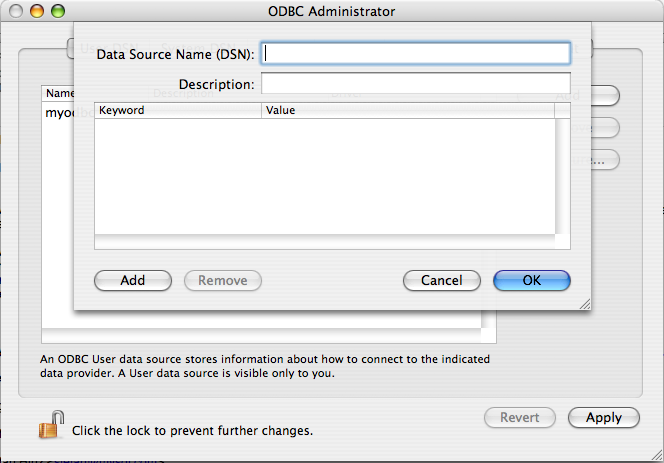 ODBC Administrator
Data Source Name (DSN):
Description:
Keyword Value
Name
Add Remove Cancel OK
An ODBC User data source stores information about how to connect to the indicated
data provider. A User data source is visible only to you.
Click the lock to prevent further changes.
Revert Apply